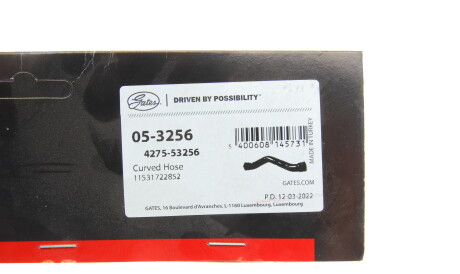 Gates
DRIVEN BY POSSIBILITY™
05-3256
4275-53256
Curved Hose
11531722852
5 400608 145731
MADE IN TURKEY
GATES.COM
P.D. 12-03-2022
GATES, 16 Boulevard d'Avranches, L-1160 Luxembourg, Luxembourg